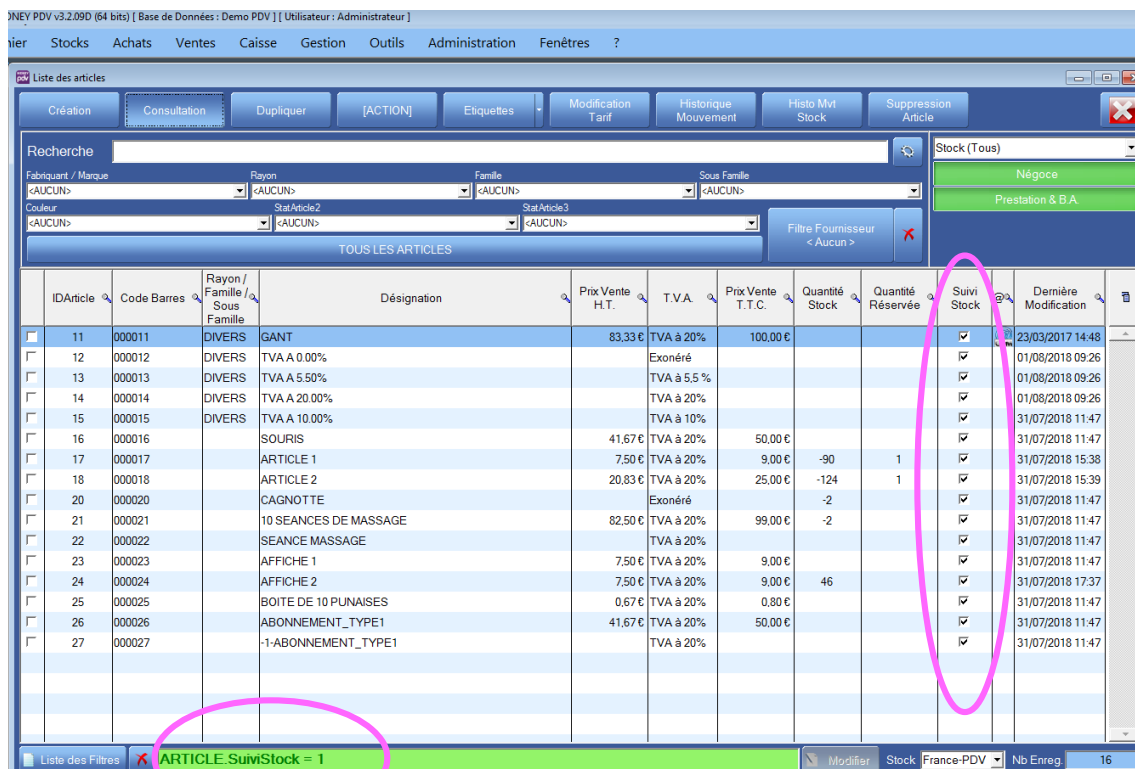 ONEY PDV v3.2.09D (64 bits) [ Base de Données : Demo PDV ] [ Utilisateur : Administrateur ]
hier Stocks Achats Ventes Caisse Gestion Outils Administration Fenêtres ?
pdv Liste des articles
Création Consultation Dupliquer [ACTION] Etiquettes Modification Tarif Historique Mouvement Histo Mvt Stock Suppression Article
Recherche Stock (Tous)
Fabriquant / Marque Rayon Famille Sous Famille Négoce
<AUCUN> <AUCUN> <AUCUN> <AUCUN>
Prestation & B.A.
Couleur StatArticle2 StatArticle3
<AUCUN> <AUCUN> <AUCUN>
Filtre Fournisseur < Aucun >
TOUS LES ARTICLES
IDArticle Code Barres Rayon / Famille / Sous Famille Désignation Prix Vente H.T. T.V.A. Prix Vente T.T.C. Quantité Stock Quantité Réservée Suivi Stock @ Dernière Modification
11 000011 DIVERS GANT 83,33 € TVA à 20% 100,00 € 23/03/2017 14:48
12 000012 DIVERS TVA A 0.00% Exonéré 01/08/2018 09:26
13 000013 DIVERS TVA A 5.50% TVA à 5,5 % 01/08/2018 09:26
14 000014 DIVERS TVA A 20.00% TVA à 20% 01/08/2018 09:26
15 000015 DIVERS TVA A 10.00% TVA à 10% 31/07/2018 11:47
16 000016 SOURIS 41,67 € TVA à 20% 50,00 € 31/07/2018 11:47
17 000017 ARTICLE 1 7,50 € TVA à 20% 9,00 € -90 1 31/07/2018 15:38
18 000018 ARTICLE 2 20,83 € TVA à 20% 25,00 € -124 1 31/07/2018 15:39
20 000020 CAGNOTTE Exonéré -2 31/07/2018 11:47
21 000021 10 SEANCES DE MASSAGE 82,50 € TVA à 20% 99,00 € -2 31/07/2018 11:47
22 000022 SEANCE MASSAGE TVA à 20% 31/07/2018 11:47
23 000023 AFFICHE 1 7,50 € TVA à 20% 9,00 € 31/07/2018 11:47
24 000024 AFFICHE 2 7,50 € TVA à 20% 9,00 € 46 31/07/2018 17:37
25 000025 BOITE DE 10 PUNAISES 0,67 € TVA à 20% 0,80 € 31/07/2018 11:47
26 000026 ABONNEMENT_TYPE1 41,67 € TVA à 20% 50,00 € 31/07/2018 11:47
27 000027 -1-ABONNEMENT_TYPE1 TVA à 20% 31/07/2018 11:47
Liste des Filtres ARTICLE.SuiviStock = 1 Modifier Stock France-PDV Nb Enreg. 16